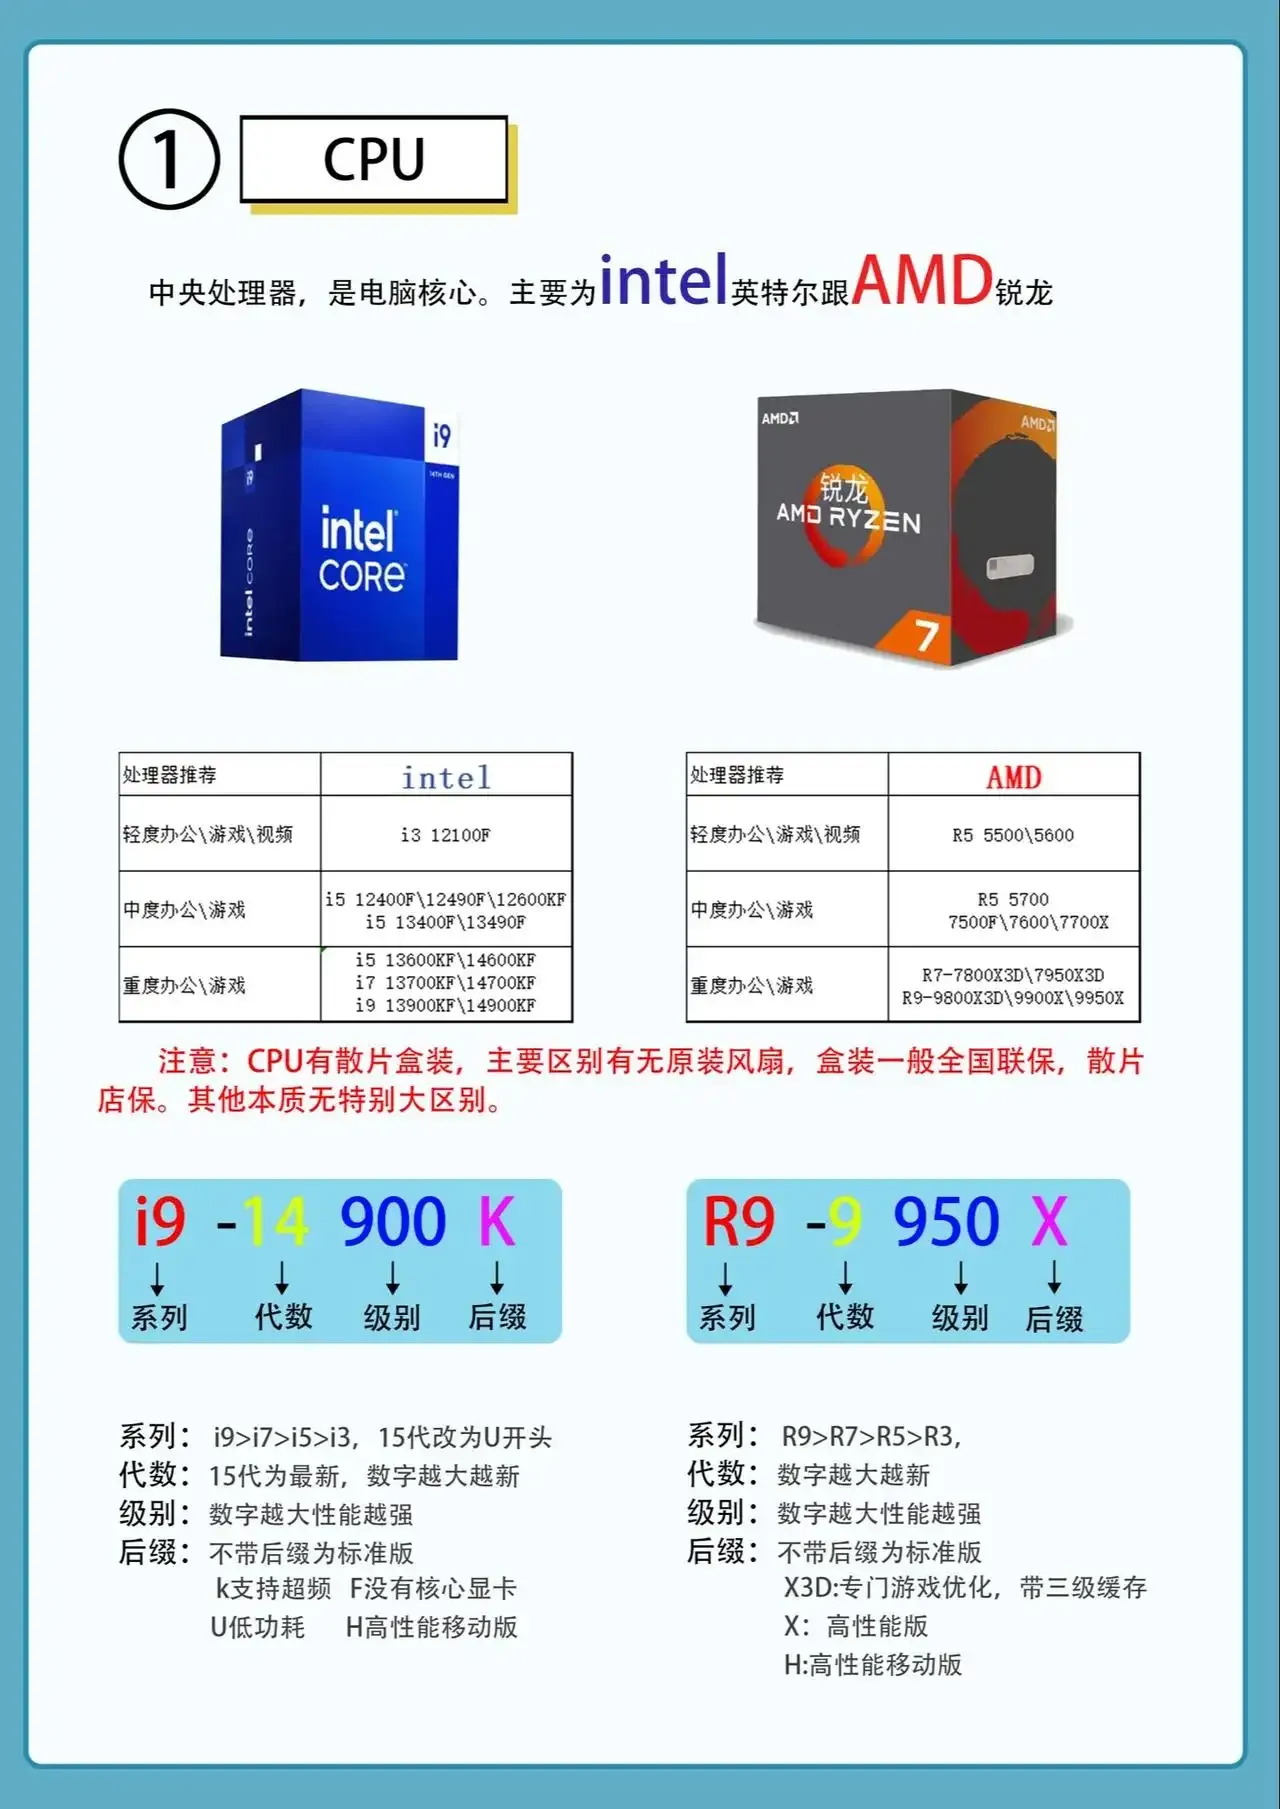 1
CPU
中央处理器，是电脑核心。主要为intel英特尔跟AMD锐龙
i9
14TH GEN
i9
intel
CORE
intel CORE
AMD
AMD
锐龙
AMD RYZEN
7
处理器推荐 intel
轻度办公\游戏\视频 i3 12100F
中度办公\游戏 i5 12400F\12490F\12600KF
i5 13400F\13490F
重度办公\游戏 i5 13600KF\14600KF
i7 13700KF\14700KF
i9 13900KF\14900KF
处理器推荐 AMD
轻度办公\游戏\视频 R5 5500\5600
中度办公\游戏 R5 5700
7500F\7600\7700X
重度办公\游戏 R7-7800X3D\7950X3D
R9-9800X3D\9900X\9950X
注意：CPU有散片盒装，主要区别有无原装风扇，盒装一般全国联保，散片
店保。其他本质无特别大区别。
i9 -14 900 K
系列 代数 级别 后缀
R9 -9 950 X
系列 代数 级别 后缀
系列： i9>i7>i5>i3，15代改为U开头
代数： 15代为最新，数字越大越新
级别： 数字越大性能越强
后缀： 不带后缀为标准版
k支持超频 F没有核心显卡
U低功耗 H高性能移动版
系列： R9>R7>R5>R3,
代数： 数字越大越新
级别： 数字越大性能越强
后缀： 不带后缀为标准版
X3D:专门游戏优化，带三级缓存
X：高性能版
H:高性能移动版